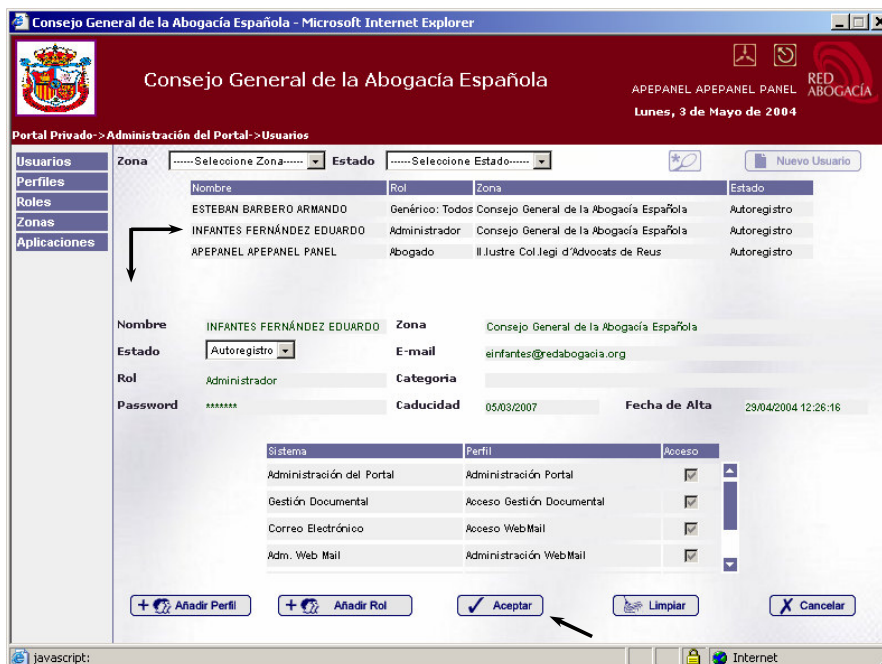 Consejo General de la Abogacía Española - Microsoft Internet Explorer
Consejo General de la Abogacía Española
APEPANEL APEPANEL PANEL
RED ABOGACÍA
Lunes, 3 de Mayo de 2004
Portal Privado->Administración del Portal->Usuarios
Usuarios
Perfiles
Roles
Zonas
Aplicaciones
Zona ------Seleccione Zona------ Estado ------Seleccione Estado------ Nuevo Usuario
Nombre Rol Zona Estado
ESTEBAN BARBERO ARMANDO Genérico: Todos Consejo General de la Abogacía Española Autoregistro
INFANTES FERNÁNDEZ EDUARDO Administrador Consejo General de la Abogacía Española Autoregistro
APEPANEL APEPANEL PANEL Abogado Il.lustre Col.legi d'Advocats de Reus Autoregistro
Nombre INFANTES FERNÁNDEZ EDUARDO Zona Consejo General de la Abogacía Española
Estado Autoregistro E-mail einfantes@redabogacia.org
Rol Administrador Categoria
Password ******* Caducidad 05/03/2007 Fecha de Alta 29/04/2004 12:26:16
Sistema Perfil Acceso
Administración del Portal Administración Portal
Gestión Documental Acceso Gestión Documental
Correo Electrónico Acceso WebMail
Adm. Web Mail Administración WebMail
Añadir Perfil Añadir Rol Aceptar Limpiar Cancelar
javascript: Internet